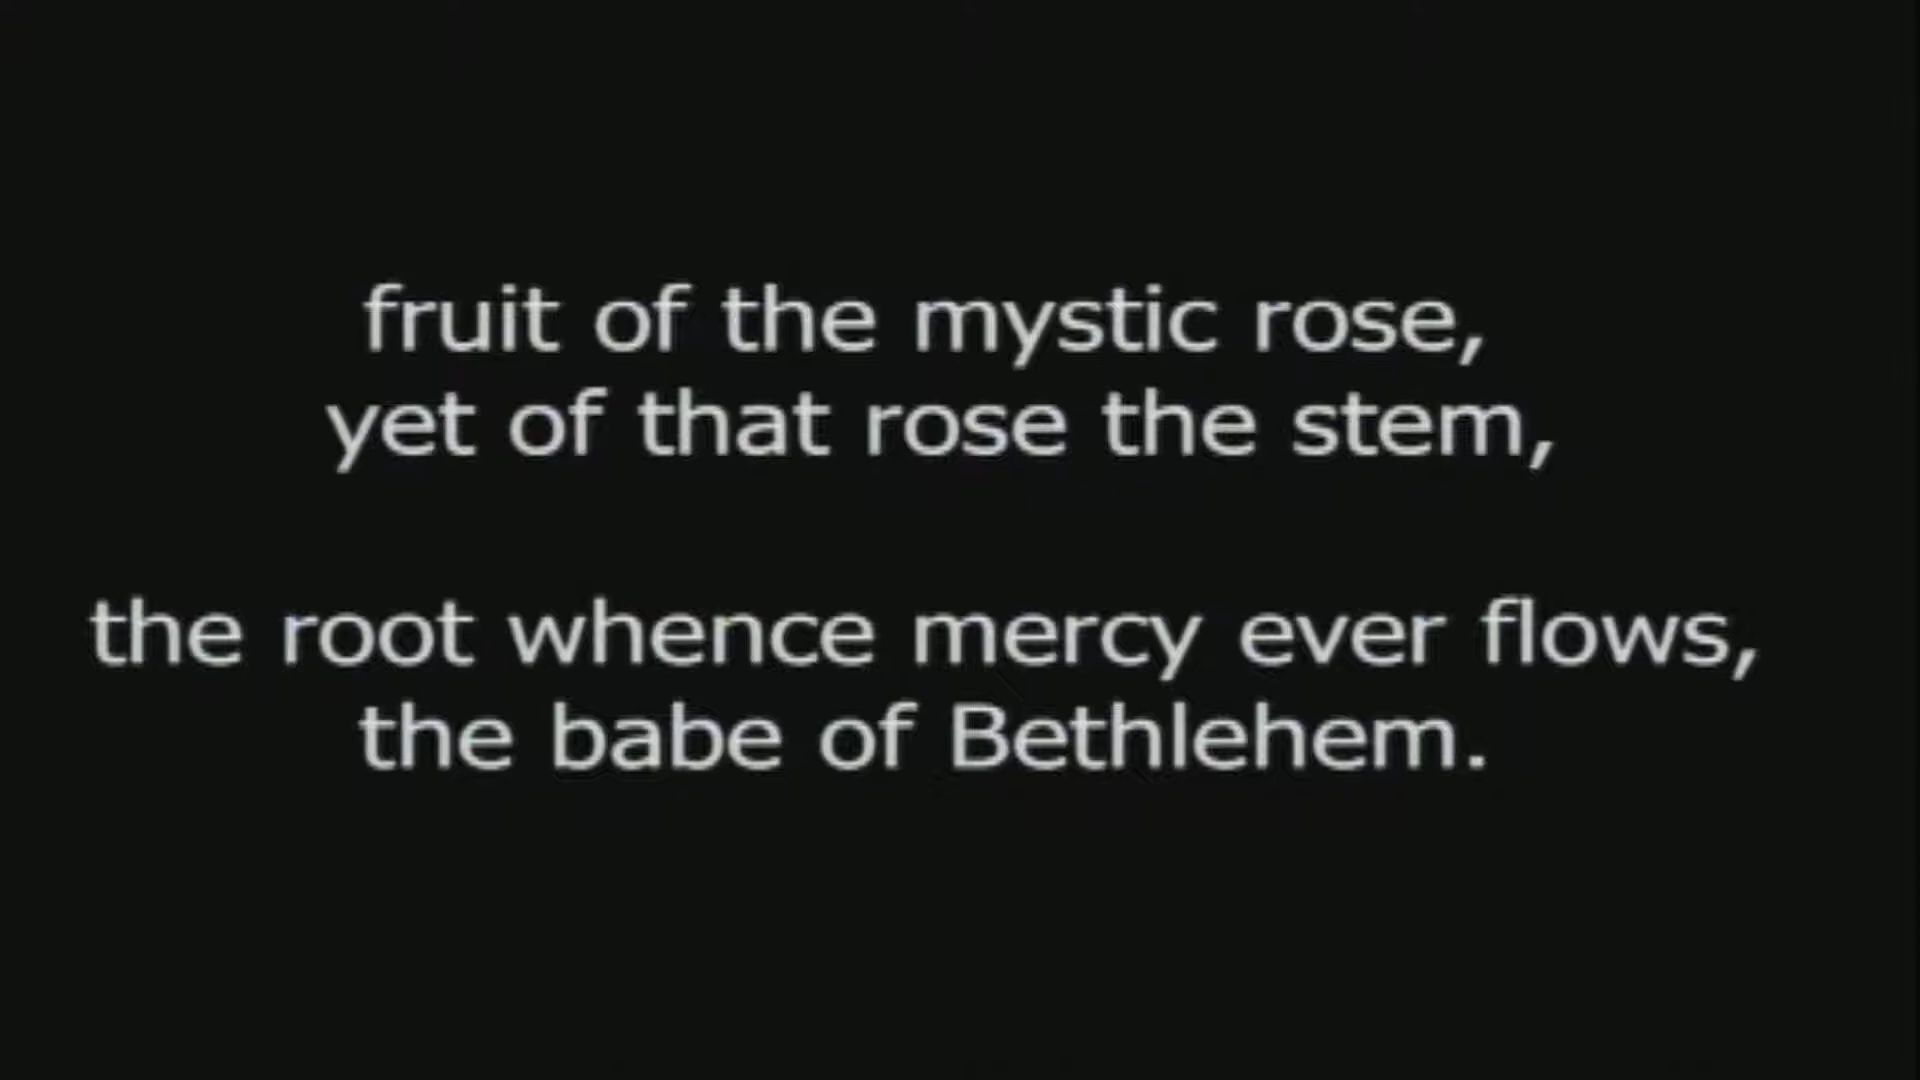 fruit of the mystic rose,
yet of that rose the stem,
the root whence mercy ever flows,
the babe of Bethlehem.